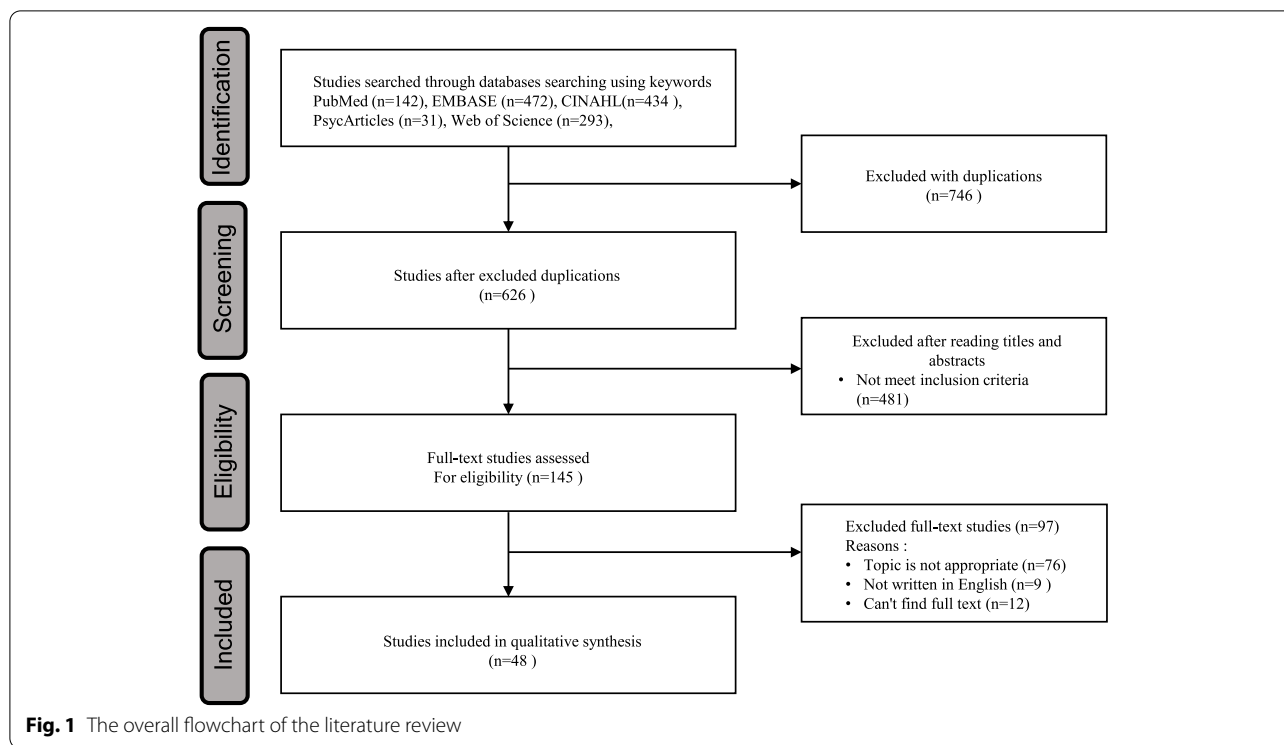 Identification
Studies searched through databases searching using keywords
PubMed (n=142), EMBASE (n=472), CINAHL(n=434 ),
PsycArticles (n=31), Web of Science (n=293),
Excluded with duplications
(n=746 )
Screening
Studies after excluded duplications
(n=626 )
Excluded after reading titles and
abstracts
• Not meet inclusion criteria
(n=481)
Eligibility
Full-text studies assessed
For eligibility (n=145 )
Excluded full-text studies (n=97)
Reasons :
• Topic is not appropriate (n=76)
• Not written in English (n=9 )
• Can't find full text (n=12)
Included
Studies included in qualitative synthesis
(n=48 )
Fig. 1 The overall flowchart of the literature review